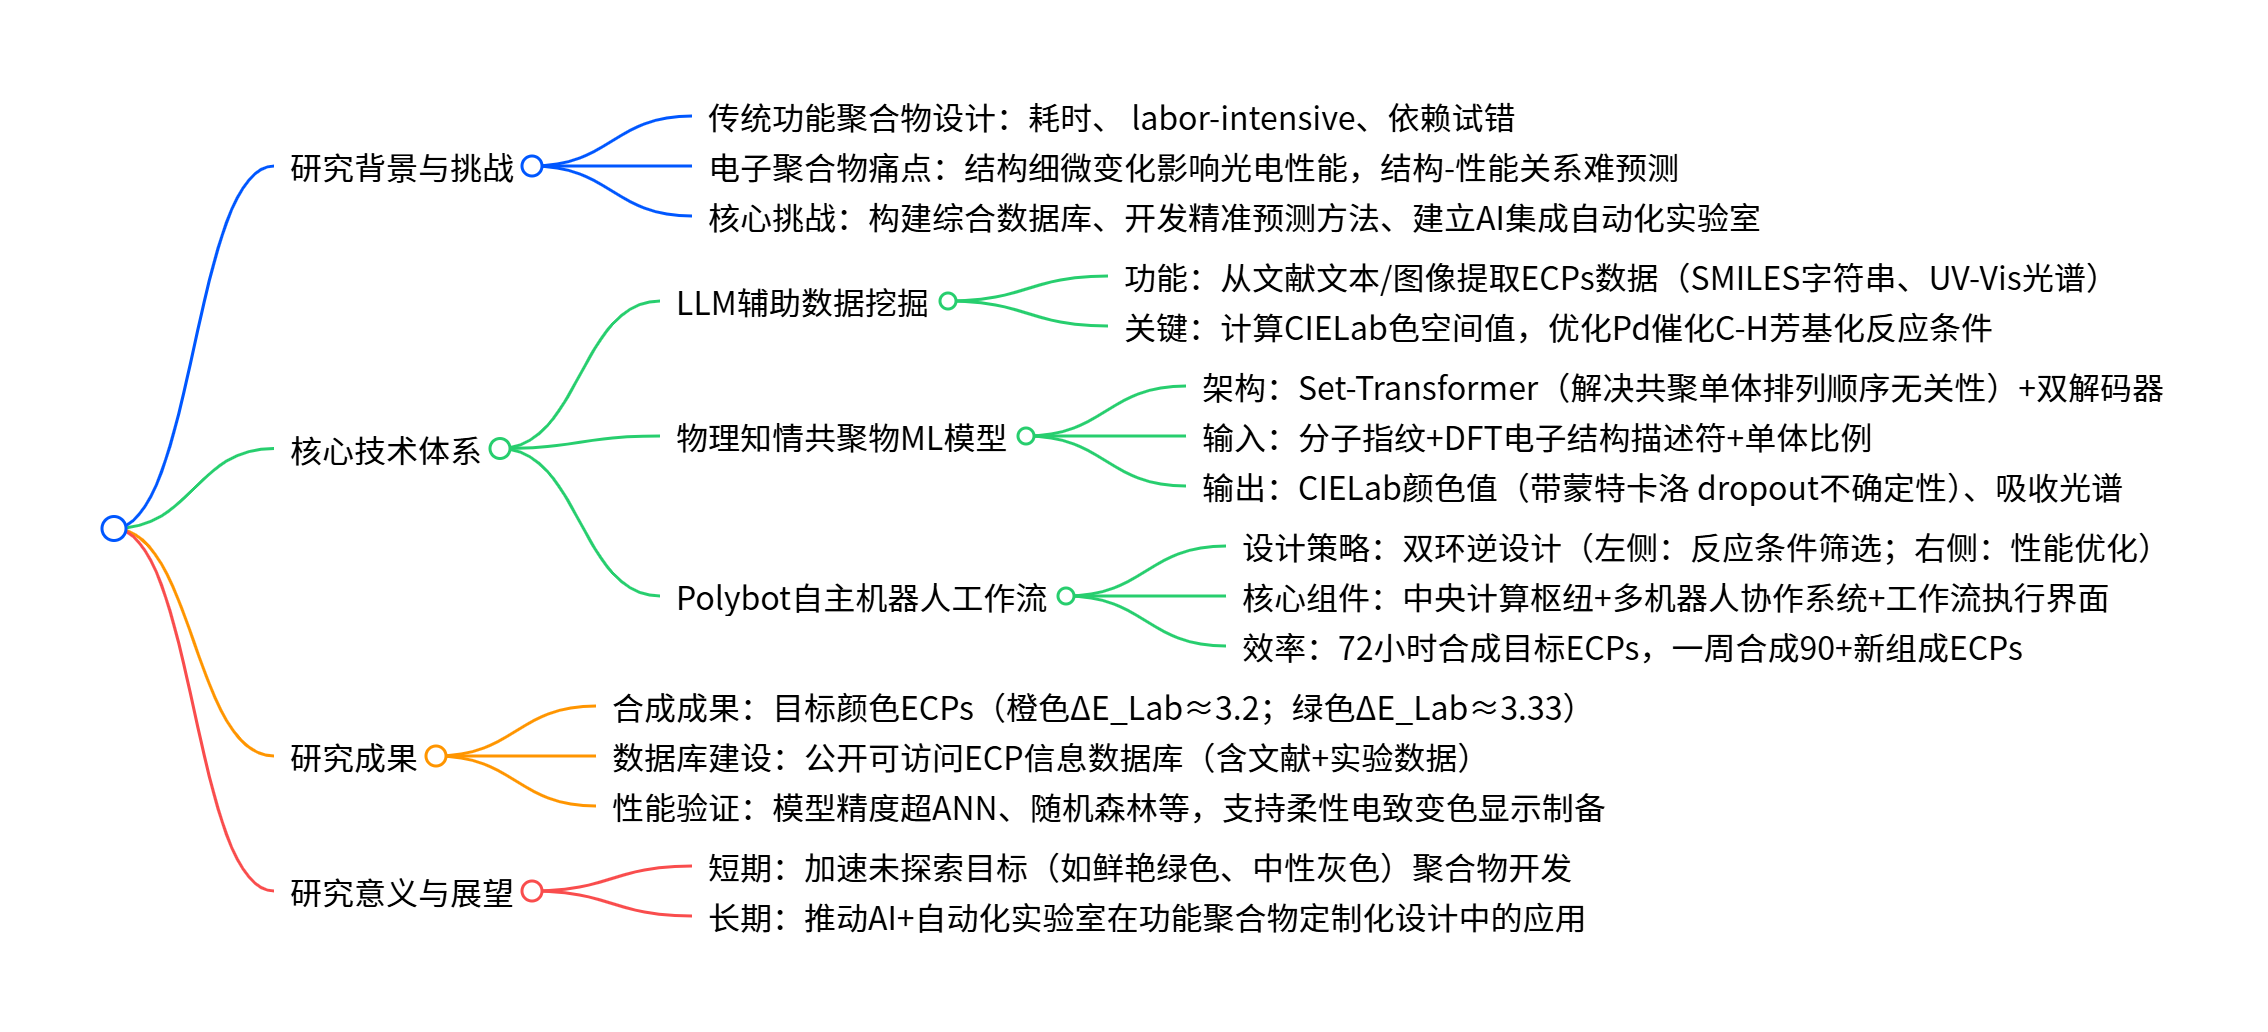 研究背景与挑战
传统功能聚合物设计：耗时、 labor-intensive、依赖试错
电子聚合物痛点：结构细微变化影响光电性能，结构-性能关系难预测
核心挑战：构建综合数据库、开发精准预测方法、建立AI集成自动化实验室
核心技术体系
LLM辅助数据挖掘
功能：从文献文本/图像提取ECPs数据（SMILES字符串、UV-Vis光谱）
关键：计算CIELab色空间值，优化Pd催化C-H芳基化反应条件
物理知情共聚物ML模型
架构：Set-Transformer（解决共聚单体排列顺序无关性）+双解码器
输入：分子指纹+DFT电子结构描述符+单体比例
输出：CIELab颜色值（带蒙特卡洛 dropout不确定性）、吸收光谱
Polybot自主机器人工作流
设计策略：双环逆设计（左侧：反应条件筛选；右侧：性能优化）
核心组件：中央计算枢纽+多机器人协作系统+工作流执行界面
效率：72小时合成目标ECPs，一周合成90+新组成ECPs
研究成果
合成成果：目标颜色ECPs（橙色ΔE_Lab≈3.2；绿色ΔE_Lab≈3.33）
数据库建设：公开可访问ECP信息数据库（含文献+实验数据）
性能验证：模型精度超ANN、随机森林等，支持柔性电致变色显示制备
研究意义与展望
短期：加速未探索目标（如鲜艳绿色、中性灰色）聚合物开发
长期：推动AI+自动化实验室在功能聚合物定制化设计中的应用